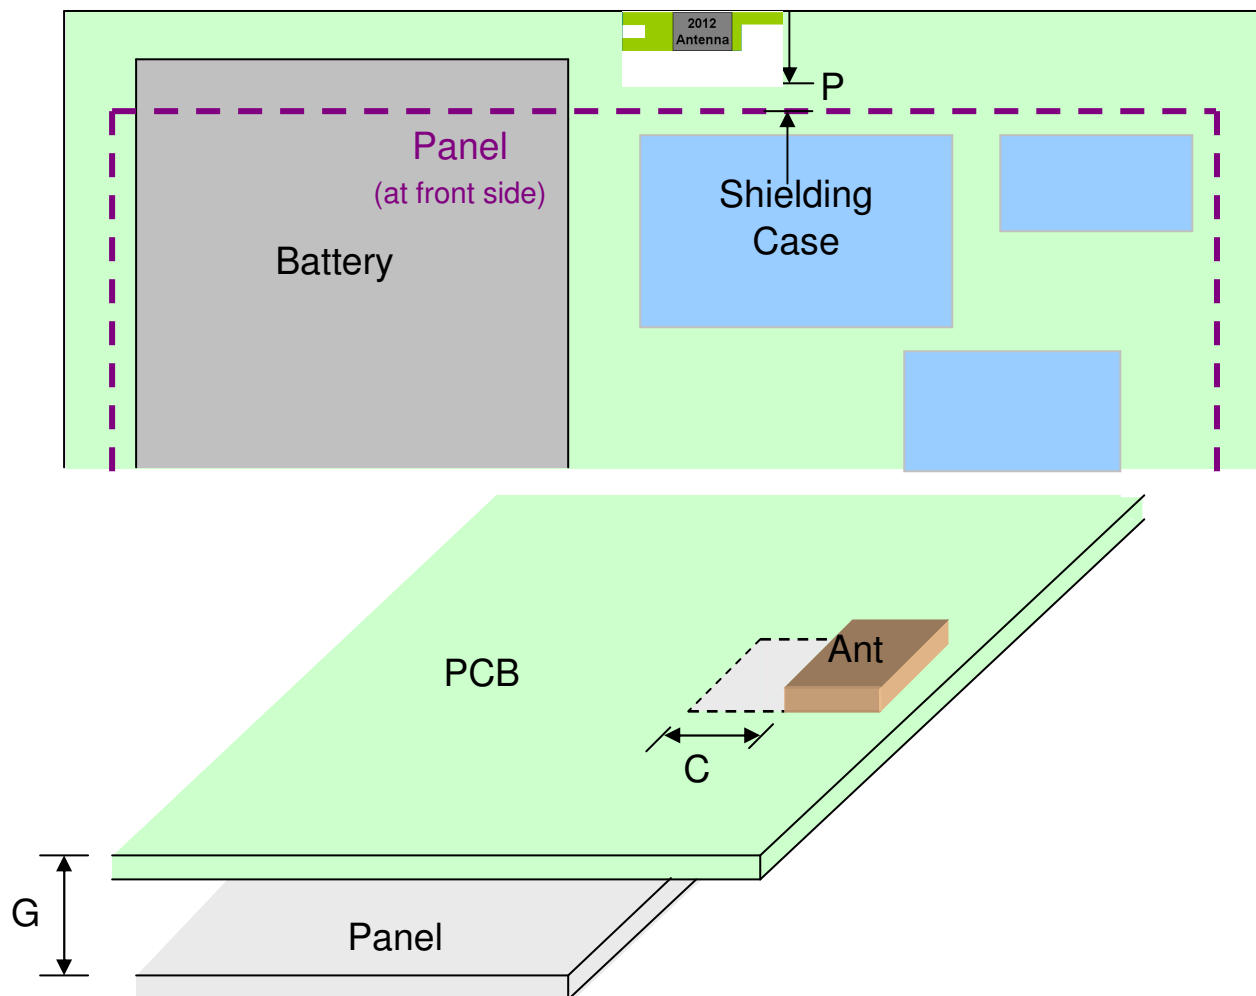 2012
Antenna
P
Panel
(at front side)
Shielding
Case
Battery
Ant
PCB
C
G
Panel